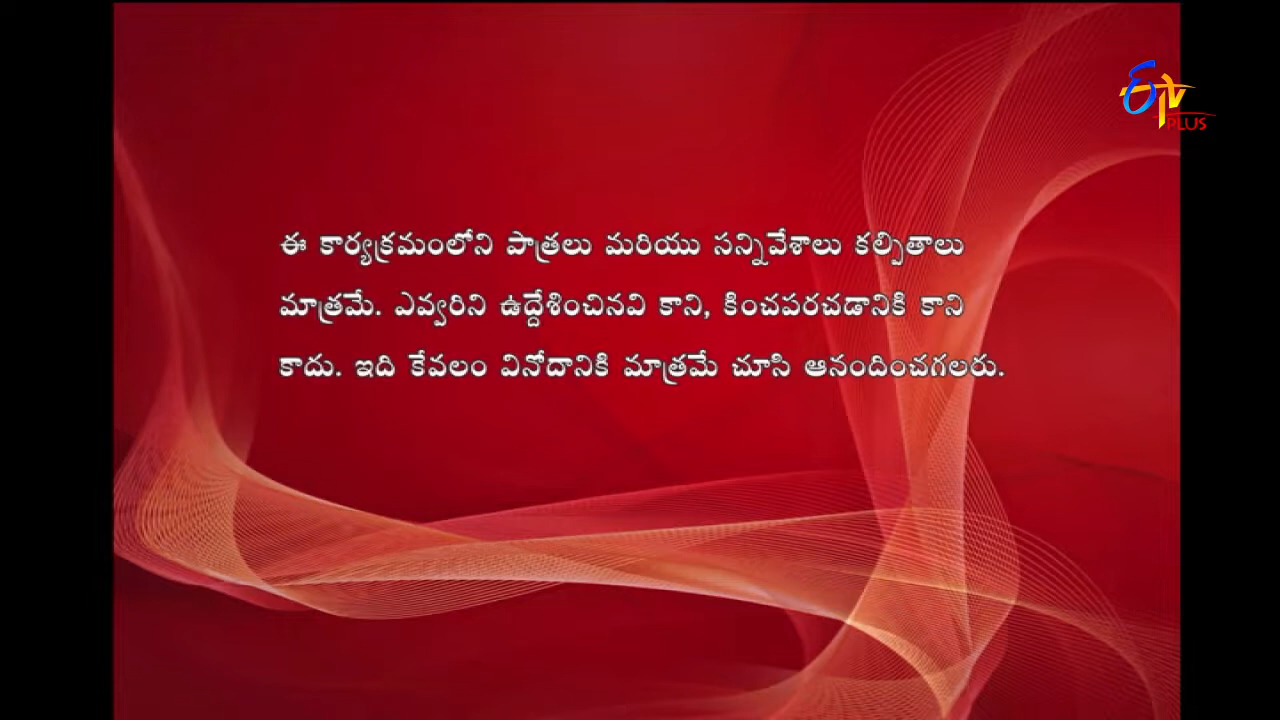 ETV
PLUS
ఈ కార్యక్రమంలోని పాత్రలు మరియు సన్నివేశాలు కల్పితాలు
మాత్రమే. ఎవ్వరిని ఉద్దేశించినవి కాని, కించపరచడానికి కాని
కాదు. ఇది కేవలం వినోదానికి మాత్రమే చూసి ఆనందించగలరు.